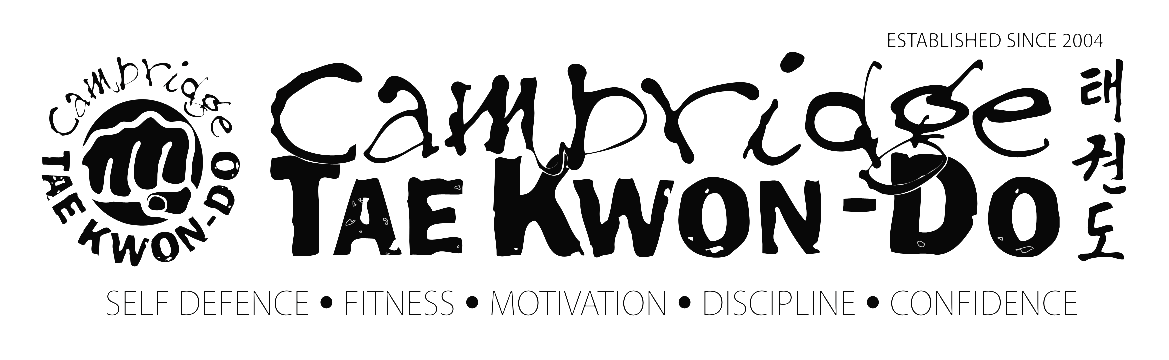 ESTABLISHED SINCE 2004
Cambridge
TAE KWON-DO
Cambridge
TAE KWON-DO
태권도
SELF DEFENCE • FITNESS • MOTIVATION • DISCIPLINE • CONFIDENCE